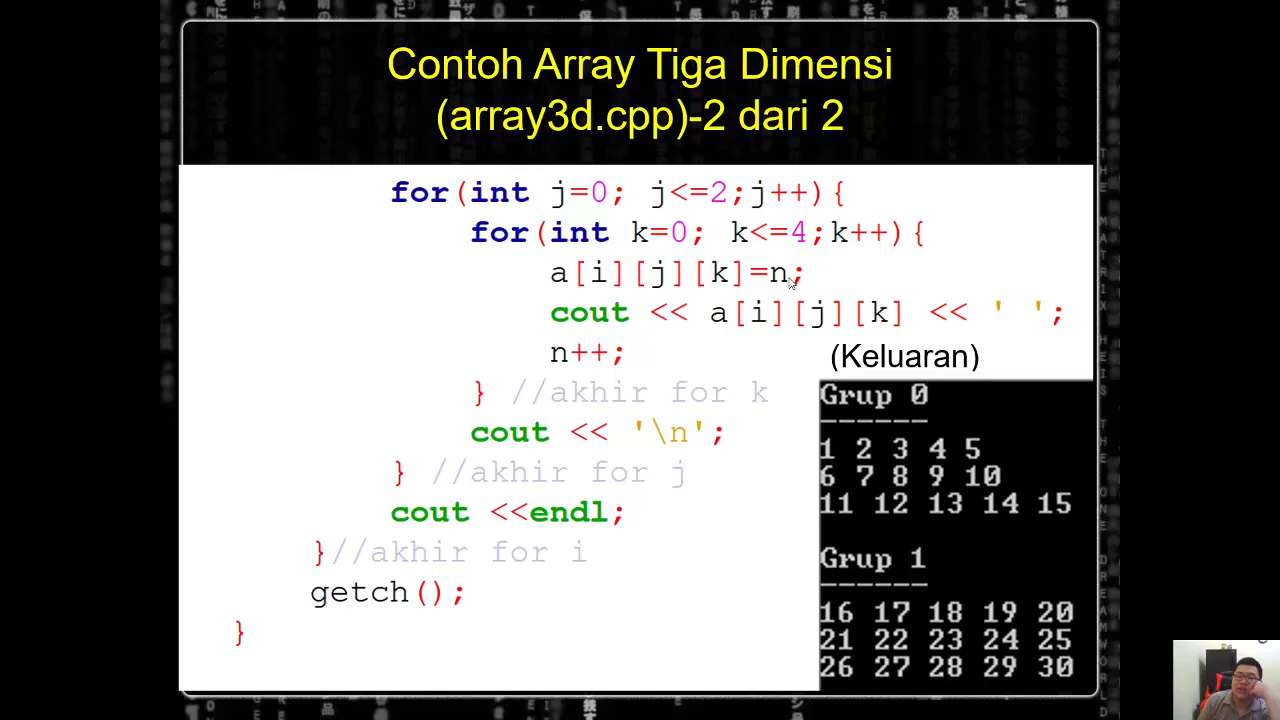 Contoh Array Tiga Dimensi
(array3d.cpp)-2 dari 2
for(int j=0; j<=2;j++){
for(int k=0; k<=4;k++){
a[i][j][k]=n;
cout << a[i][j][k] << ' ';
n++;
} //akhir for k
cout << '\n';
} //akhir for j
cout <<endl;
}//akhir for i
getch();
}
(Keluaran)
Grup 0
------
1 2 3 4 5
6 7 8 9 10
11 12 13 14 15
Grup 1
------
16 17 18 19 20
21 22 23 24 25
26 27 28 29 30